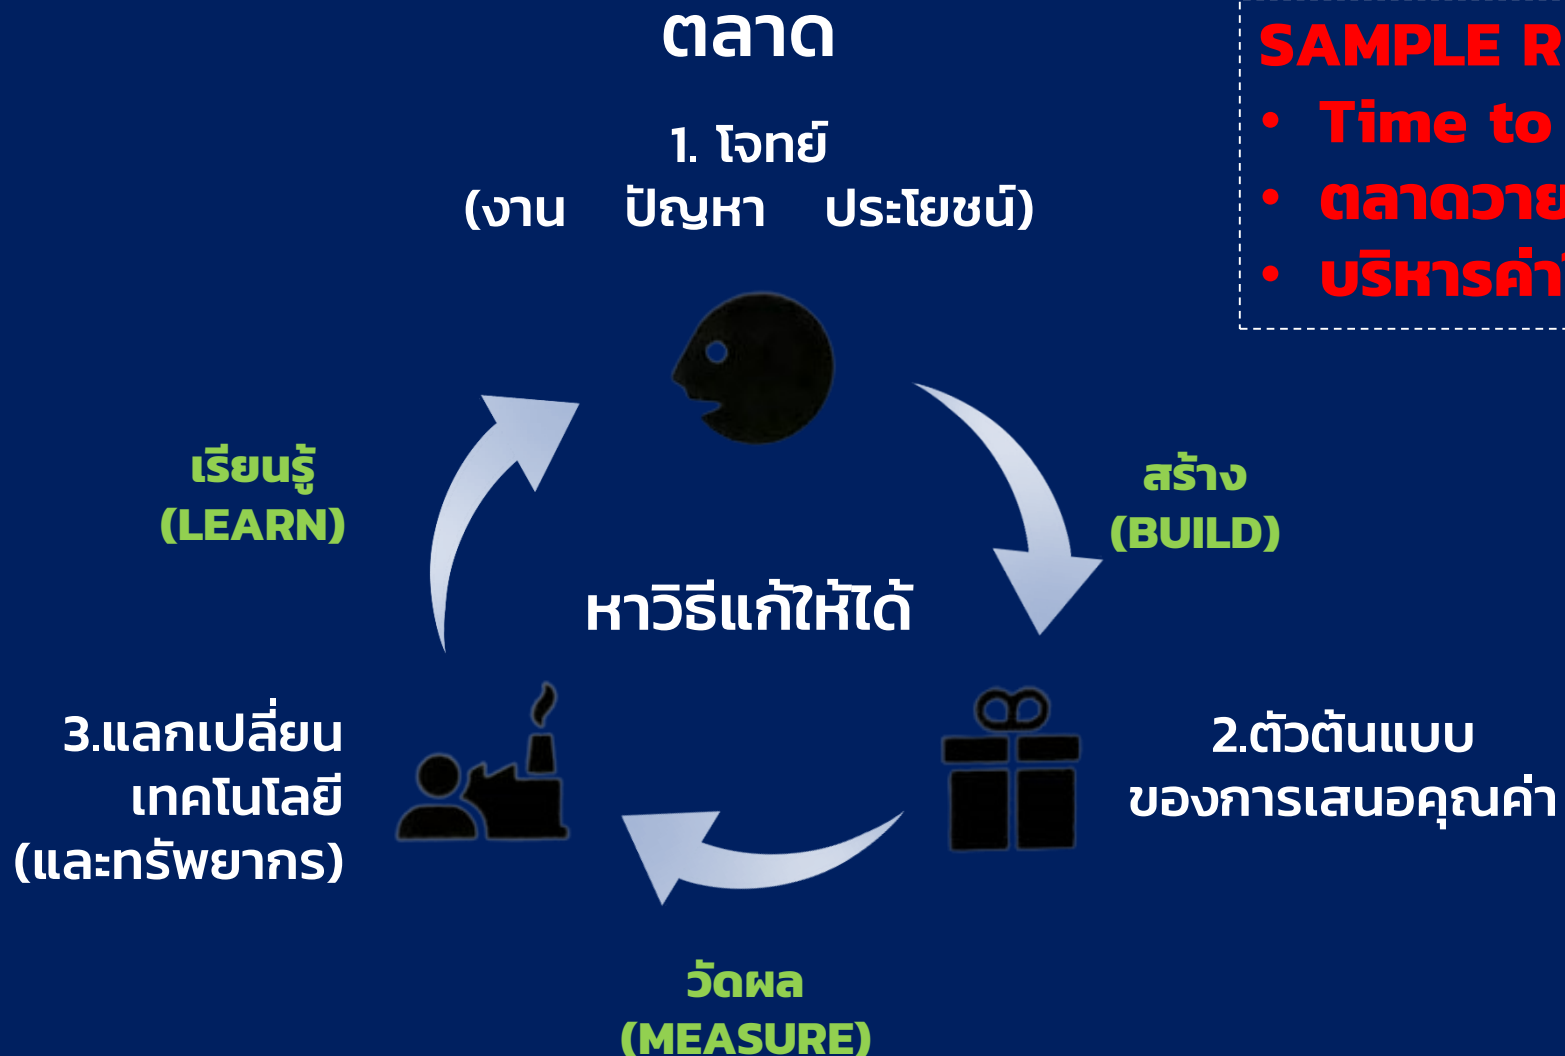 ตลาด
1. โจทย์
(งาน ปัญหา ประโยชน์)
SAMPLE R
• Time to
• ตลาดวาย
• บริหารค่า
เรียนรู้
(LEARN)
สร้าง
(BUILD)
หาวิธีแก้ให้ได้
3.แลกเปลี่ยน
เทคโนโลยี
(และทรัพยากร)
2.ตัวต้นแบบ
ของการเสนอคุณค่า
วัดผล
(MEASURE)